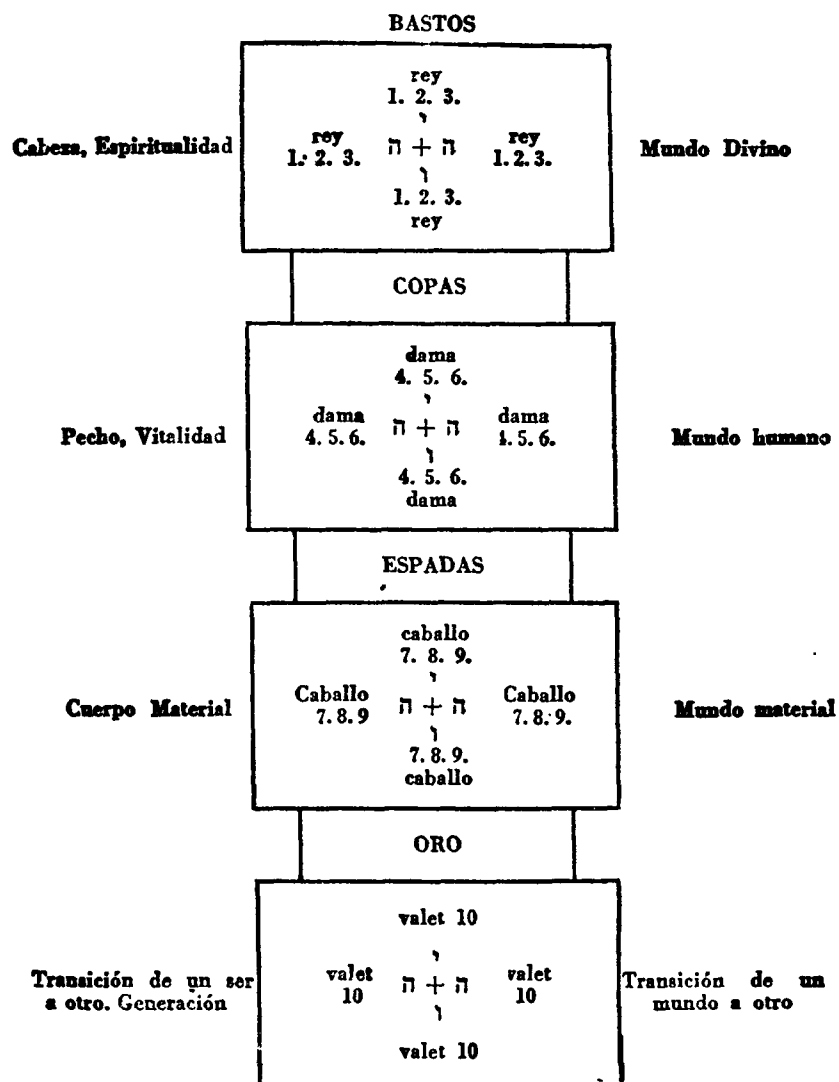 BASTOS
rey
1. 2. 3.
י
Cabeza, Espiritualidad
rey
1. 2. 3.
ה + ה
rey
1. 2. 3.
Mundo Divino
ו
1. 2. 3.
rey
COPAS
dama
4. 5. 6.
י
Pecho, Vitalidad
dama
4. 5. 6.
ה + ה
dama
4. 5. 6.
Mundo humano
ו
4. 5. 6.
dama
ESPADAS
caballo
7. 8. 9.
י
Cuerpo Material
Caballo
7. 8. 9
ה + ה
Caballo
7. 8. 9.
Mundo material
ו
7. 8. 9.
caballo
ORO
valet 10
י
Transición de un ser
a otro. Generación
valet
10
ה + ה
valet
10
Transición de un
mundo a otro
ו
valet 10